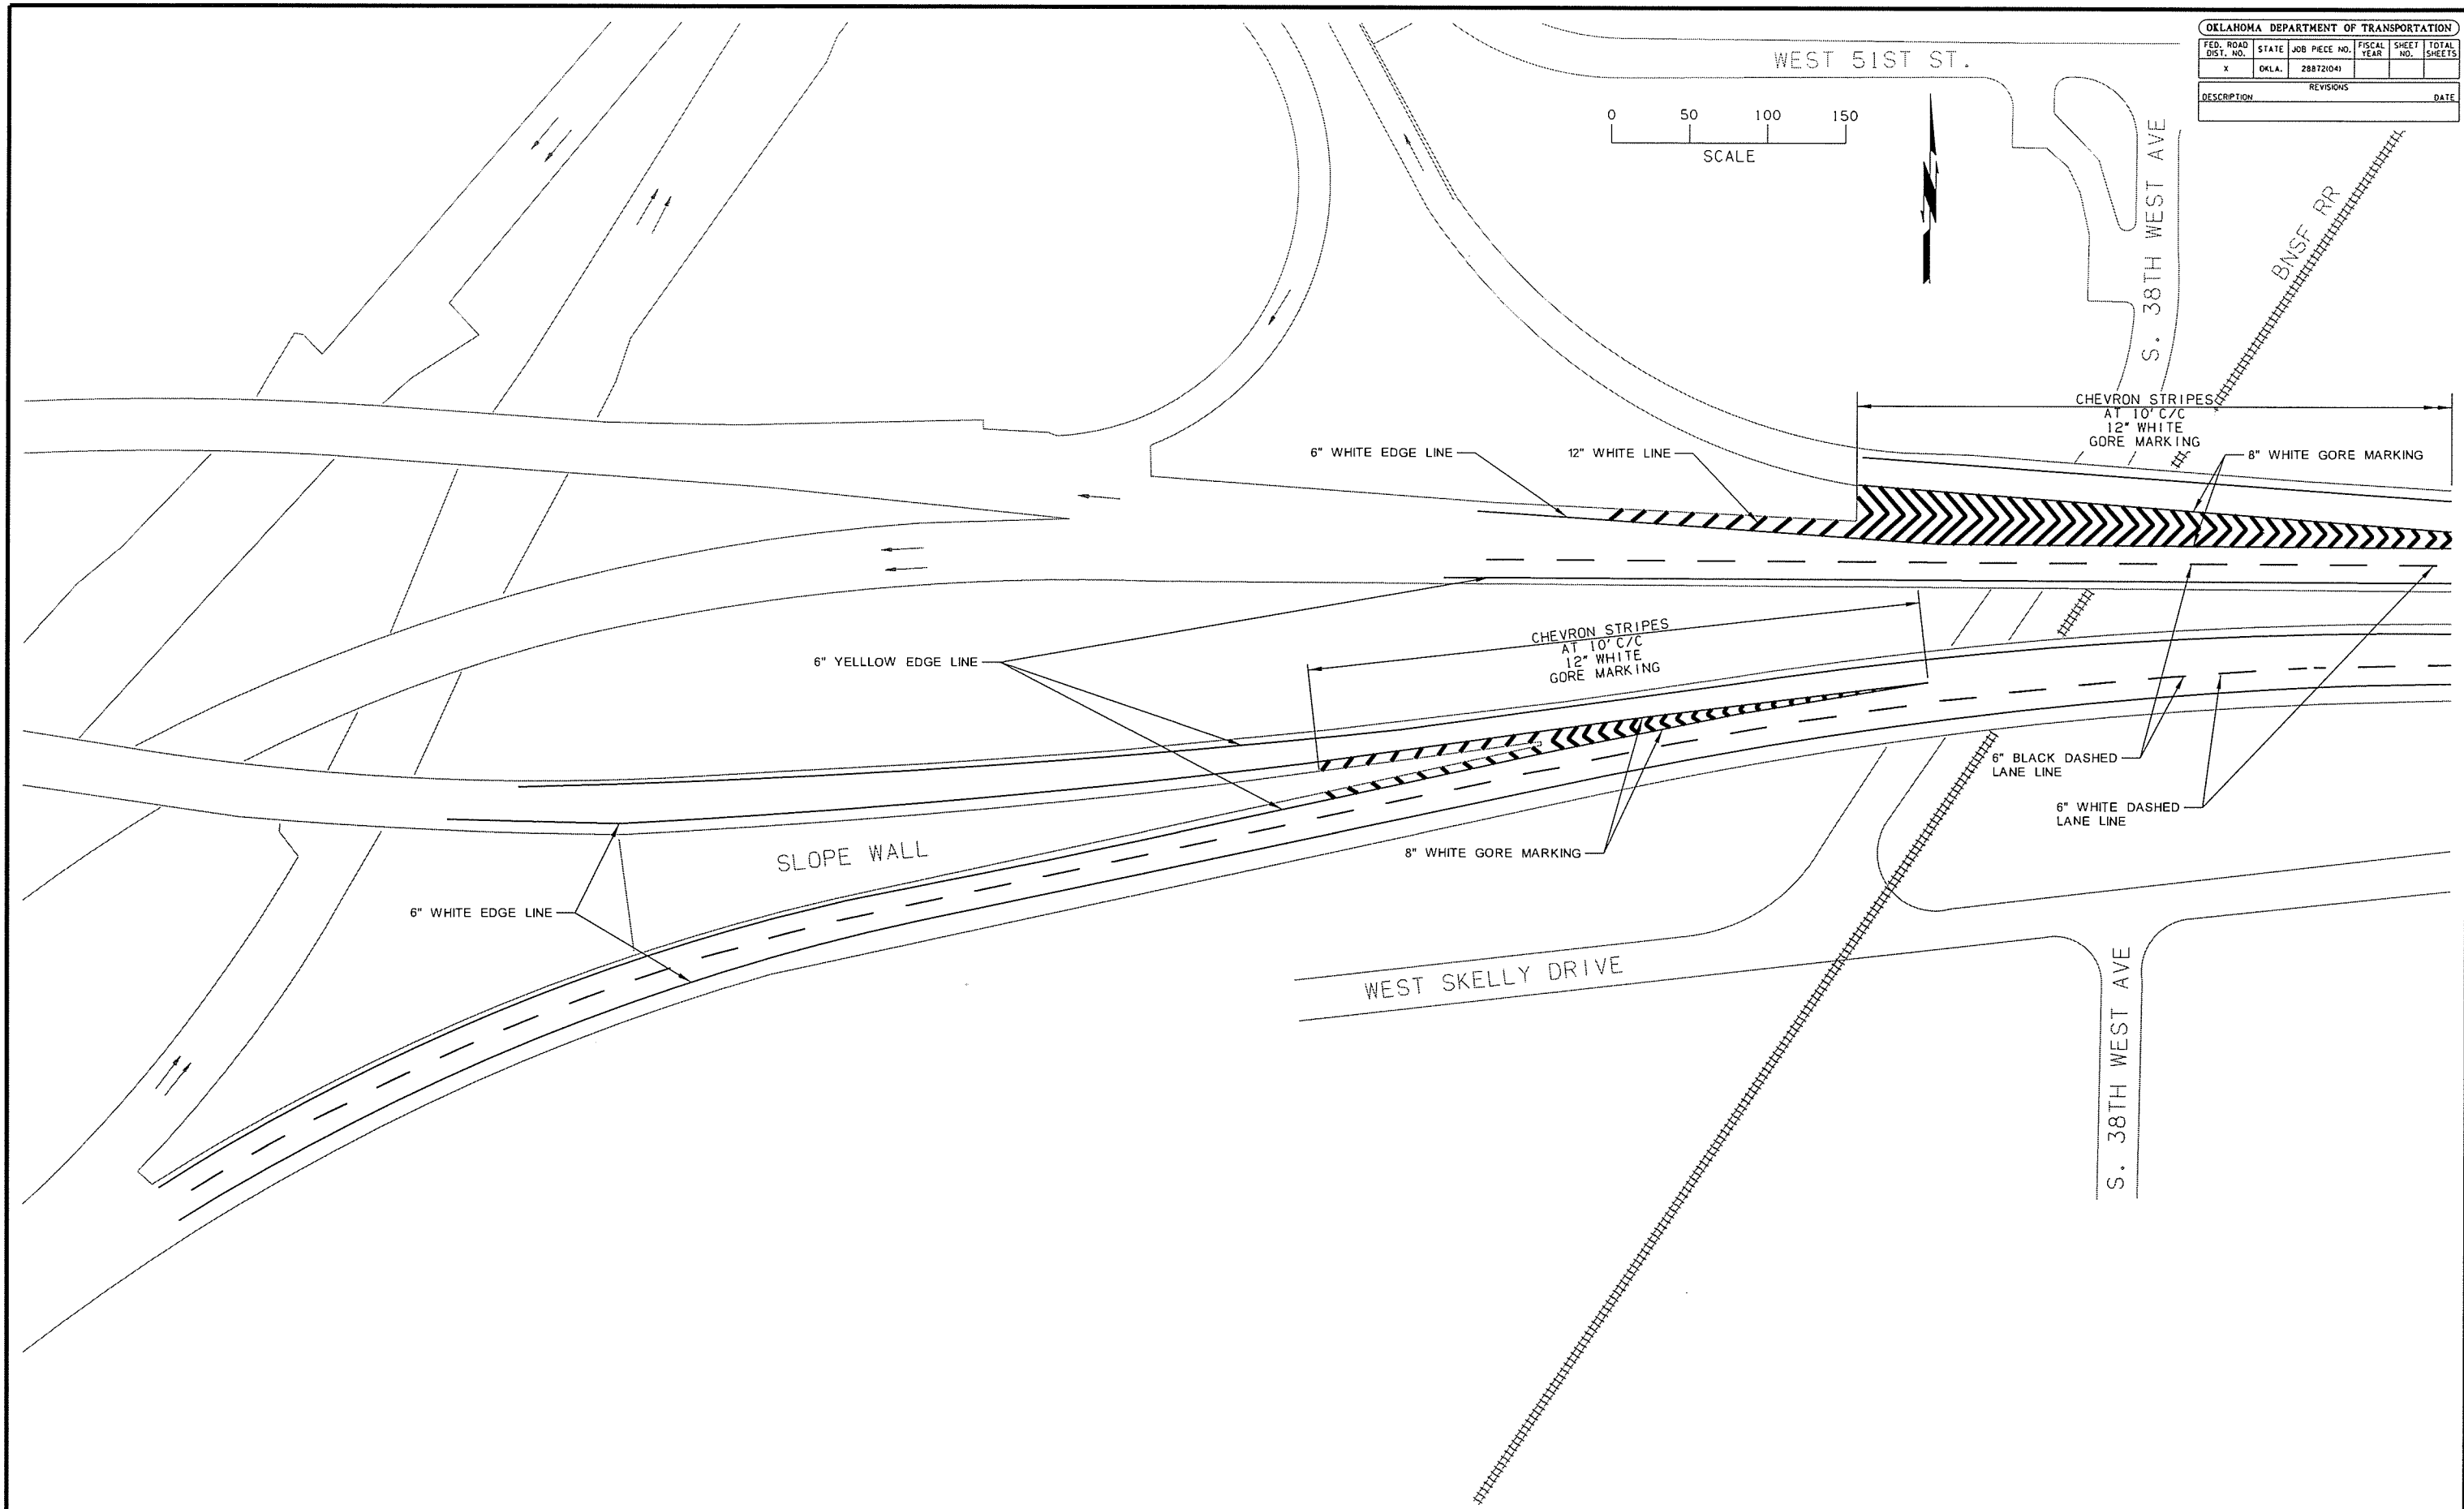 OKLAHOMA DEPARTMENT OF TRANSPORTATION
FED. ROAD DIST. NO. STATE JOB PIECE NO. FISCAL YEAR SHEET NO. TOTAL SHEETS
X OKLA. 28872(04)
REVISIONS
DESCRIPTION DATE
WEST 51ST ST.
0 50 100 150
SCALE
S. 38TH WEST AVE
BNSF RR
CHEVRON STRIPES
AT 10' C/C
12" WHITE
GORE MARKING
6" WHITE EDGE LINE
12" WHITE LINE
8" WHITE GORE MARKING
CHEVRON STRIPES
AT 10' C/C
12" WHITE
GORE MARKING
6" YELLLOW EDGE LINE
6" BLACK DASHED
LANE LINE
6" WHITE DASHED
LANE LINE
SLOPE WALL
8" WHITE GORE MARKING
6" WHITE EDGE LINE
WEST SKELLY DRIVE
S. 38TH WEST AVE